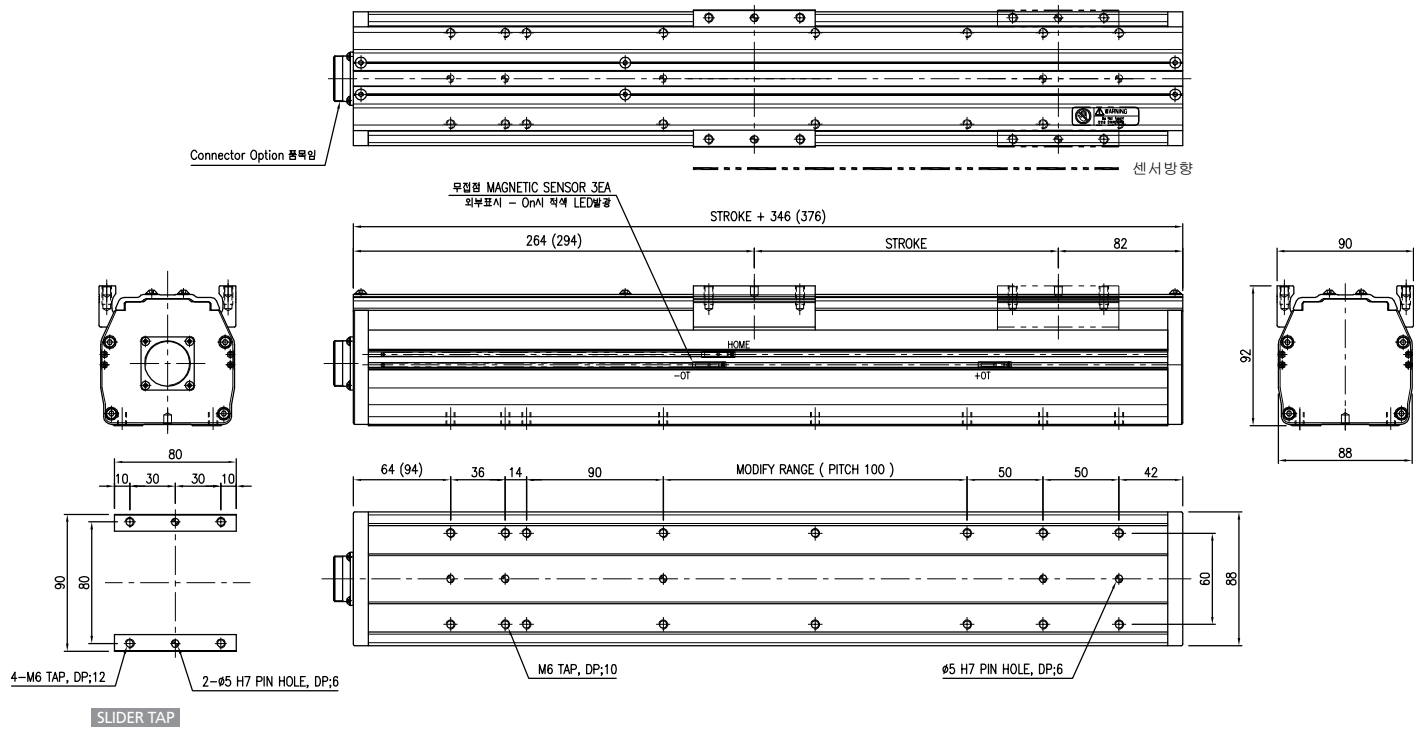 WARNING
Connector Option 품목임
센서방향
무접점 MAGNETIC SENSOR 3EA
외부표시 - On시 적색 LED발광
STROKE + 346 (376)
264 (294)
STROKE
82
90
92
88
HOME
-OT
+OT
80
10
30
30
10
90
80
4-M6 TAP, DP;12
2-ø5 H7 PIN HOLE, DP;6
SLIDER TAP
64 (94)
36
14
90
MODIFY RANGE ( PITCH 100 )
50
50
42
60
88
M6 TAP, DP;10
ø5 H7 PIN HOLE, DP;6